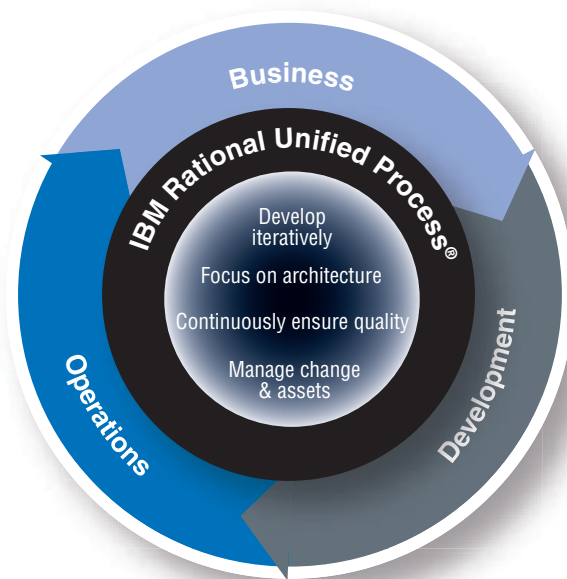 Business
IBM Rational Unified Process®
Develop
iteratively
Focus on architecture
Continuously ensure quality
Manage change
& assets
Operations
Development